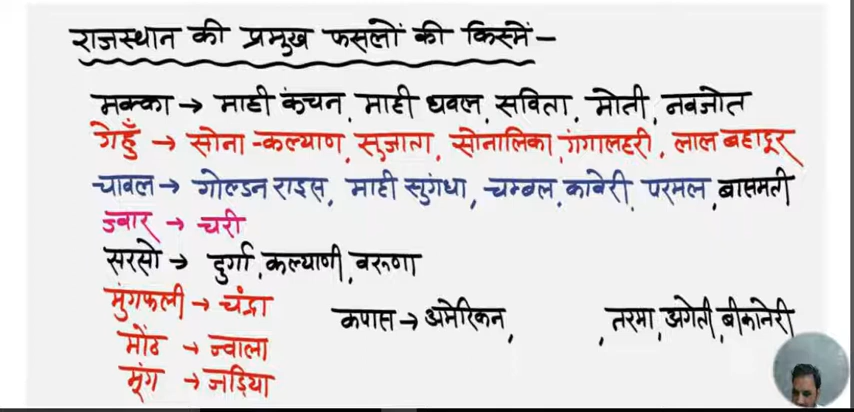 राजस्थान की प्रमुख फसलों की किस्में -
मक्का → माही कंचन, माही धवल, सविता, मोती, नवजोत
गेहूँ → सोना-कल्याण, सुजाता, सोनालिका, गंगालहरी, लाल बहादूर
चावल → गोल्डन राइस, माही सुगंधा, चम्बल, कावेरी, परमल, बासमती
ज्वार → चरी
सरसो → दुर्गा, कल्याणी, वरूणा
मुंगफली → चंद्रा
कपास → अमेरिकन, , नरमा, अगेती, बीकानेरी
मोंठ → ज्वाला
मूंग → जड़िया